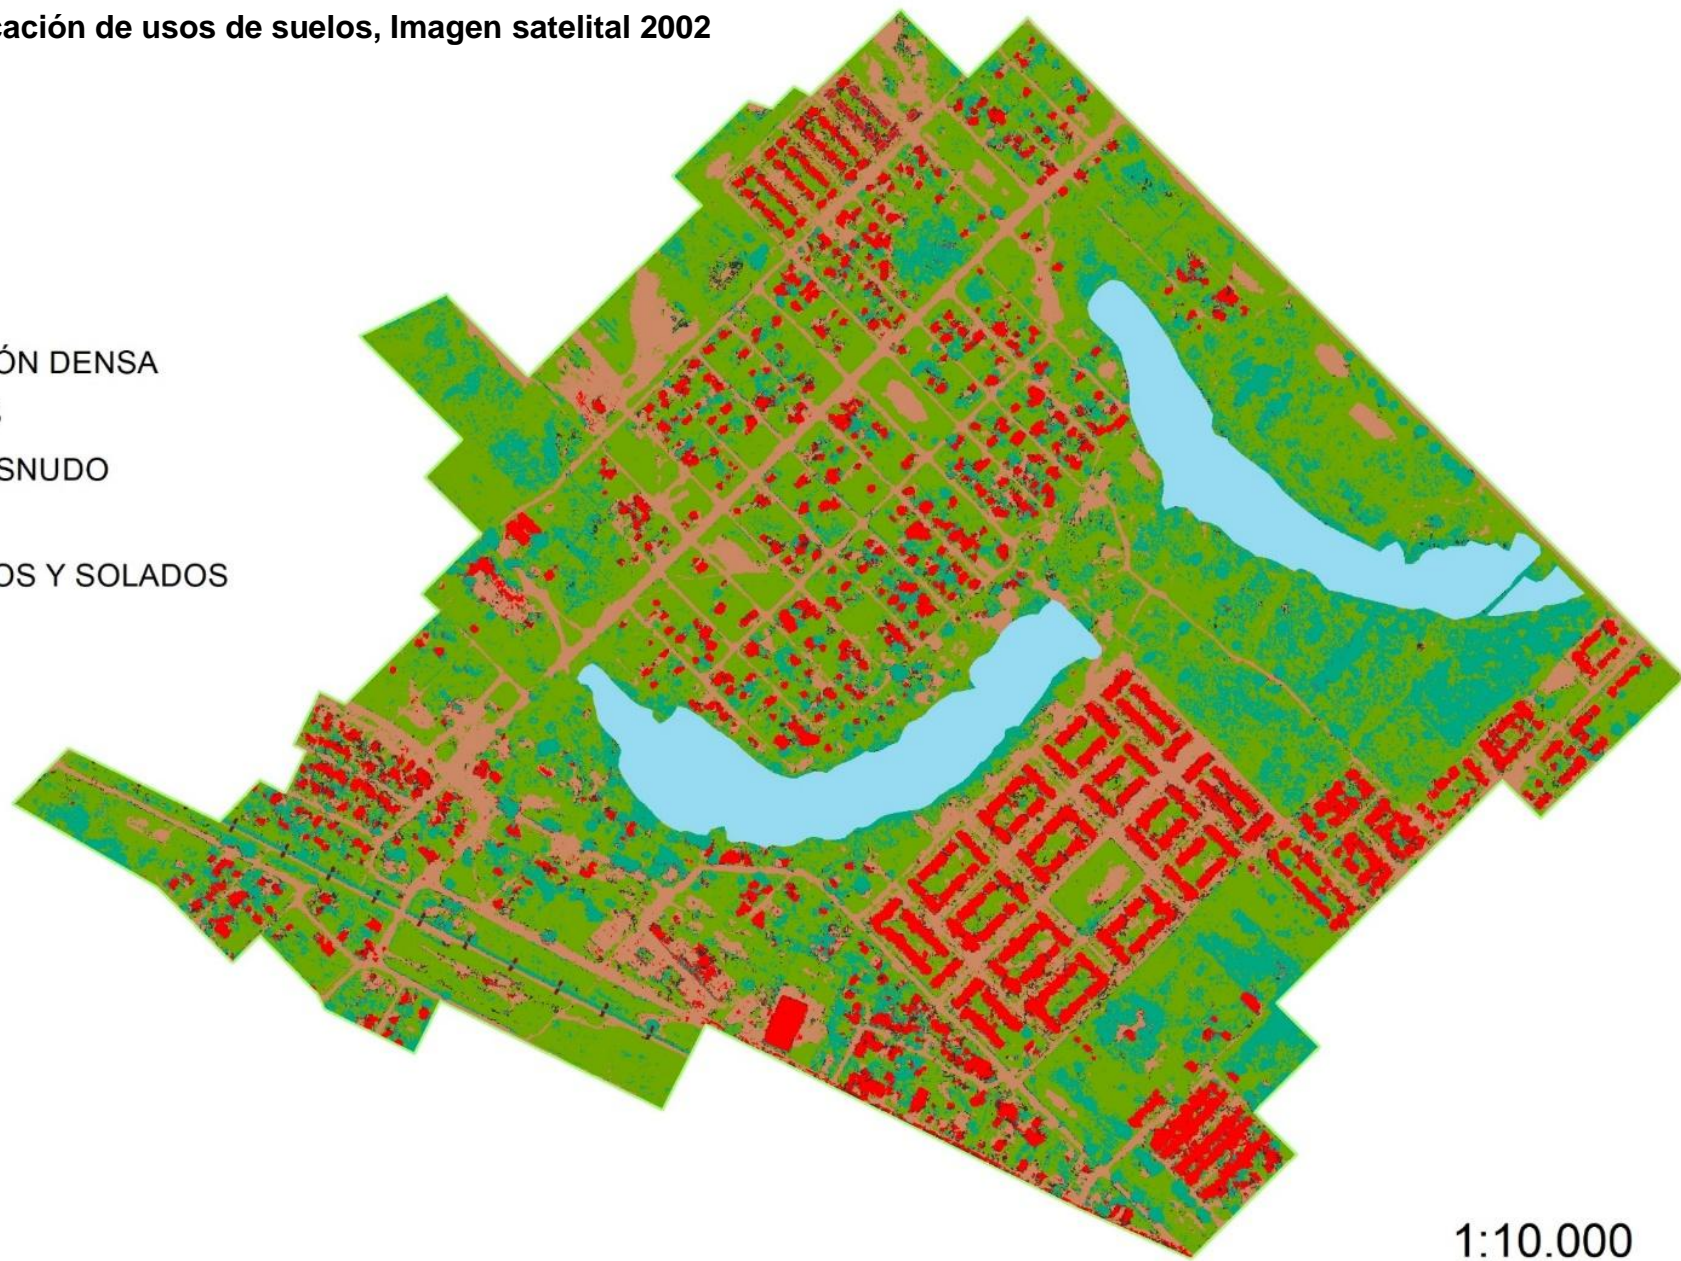 cación de usos de suelos, Imagen satelital 2002
ÓN DENSA
S
SNUDO
OS Y SOLADOS
1:10.000